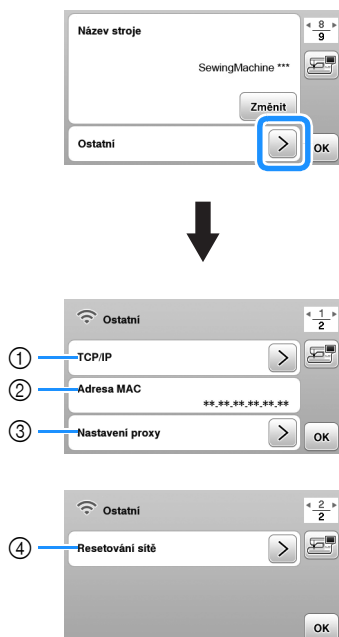 Název stroje
8
9
SewingMachine ***
Změnit
Ostatní
OK
Ostatní
1
2
① TCP/IP
② Adresa MAC
**.**.**.**.**.**
③ Nastavení proxy
OK
Ostatní
2
2
④ Resetování sítě
OK